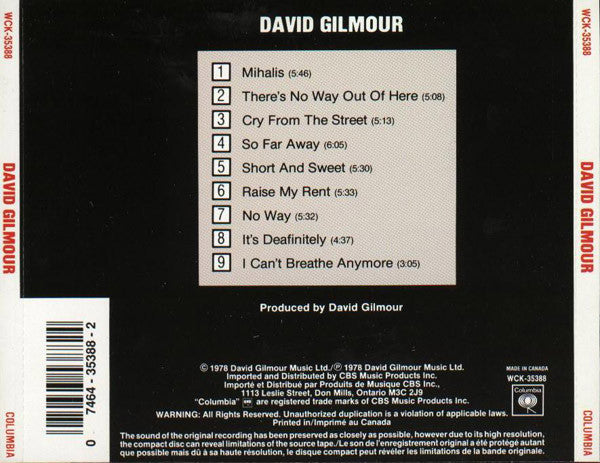 DAVID GILMOUR
1 Mihalis (5:46)
2 There's No Way Out Of Here (5:08)
3 Cry From The Street (5:13)
4 So Far Away (6:05)
5 Short And Sweet (5:30)
6 Raise My Rent (5:33)
7 No Way (5:32)
8 It's Deafinitely (4:37)
9 I Can't Breathe Anymore (3:05)
Produced by David Gilmour
© 1978 David Gilmour Music Ltd./℗ 1978 David Gilmour Music Ltd.
Imported and Distributed by CBS Music Products Inc.
Importé et Distribué par Produits de Musique CBS Inc.,
1113 Leslie Street, Don Mills, Ontario M3C 2J9
"Columbia" are registered trade marks of CBS Music Products Inc.
WARNING: All Rights Reserved. Unauthorized duplication is a violation of applicable laws.
Printed in/Imprimé au Canada
The sound of the original recording has been preserved as closely as possible, however due to its high resolution,
the compact disc can reveal limitations of the source tape./Le son de l'enregistrement original a été protégé autant
que possible mais dû à sa haute résolution, le disque compact peut révéler les limitations de la bande originale.
MADE IN CANADA
WCK-35388
Columbia
0 7464-35388-2
WCK-35388
DAVID GILMOUR
COLUMBIA
WCK-35388
DAVID GILMOUR
COLUMBIA